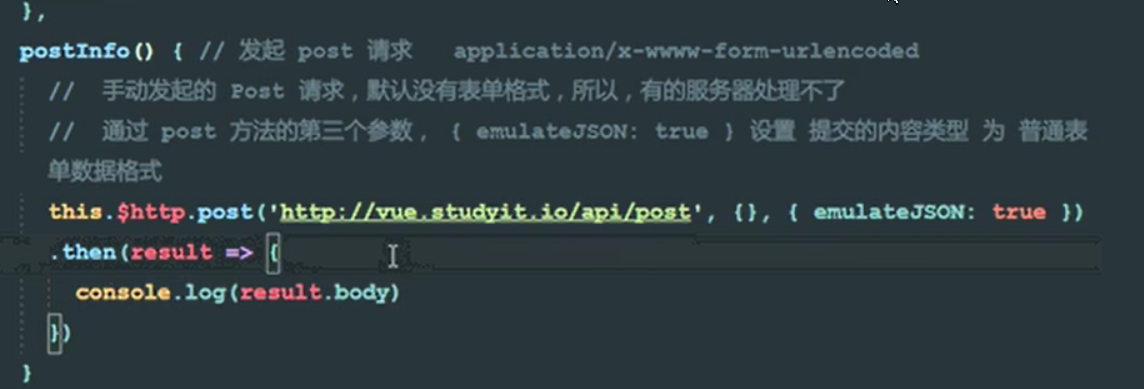 },
postInfo() { // 发起 post 请求   application/x-wwww-form-urlencoded
//  手动发起的 Post 请求，默认没有表单格式，所以，有的服务器处理不了
//  通过 post 方法的第三个参数， { emulateJSON: true } 设置 提交的内容类型 为 普通表
单数据格式
this.$http.post('http://vue.studyit.io/api/post', {}, { emulateJSON: true })
.then(result => {
console.log(result.body)
})
}